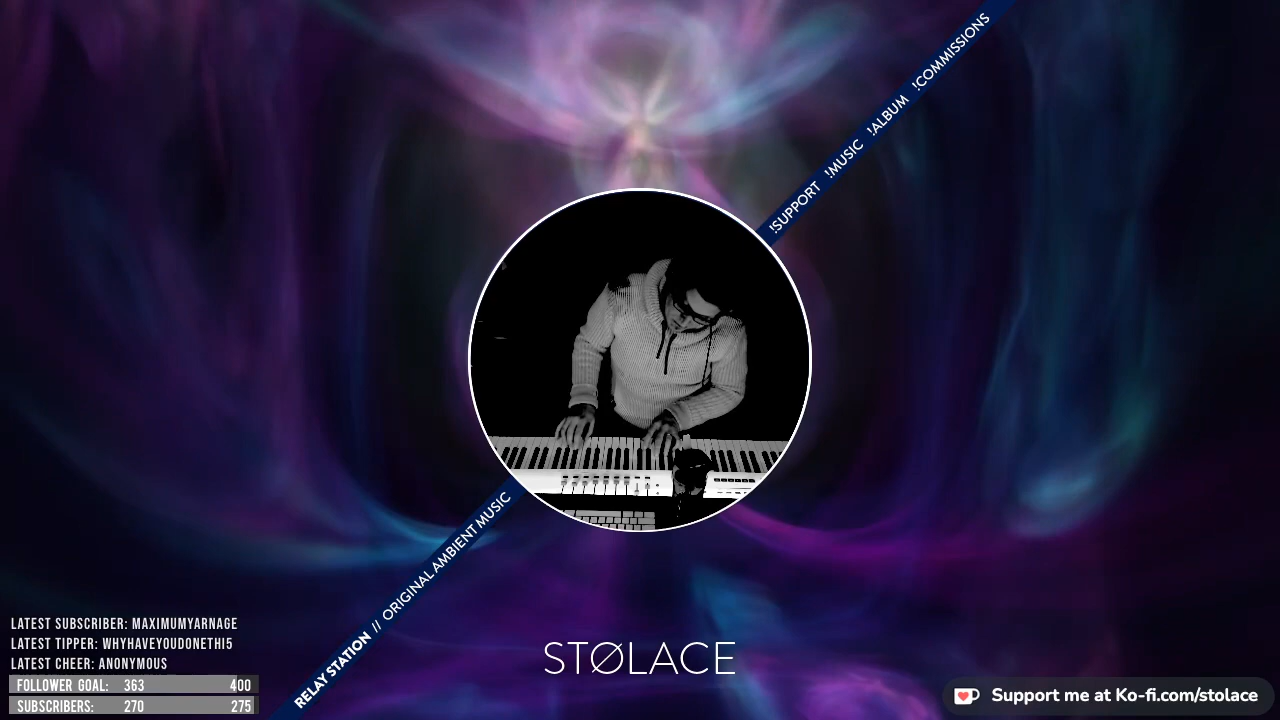 !SUPPORT !MUSIC !ALBUM !COMMISSIONS
RELAY STATION // ORIGINAL AMBIENT MUSIC
STØLACE
LATEST SUBSCRIBER: MAXIMUMYARNAGE
LATEST TIPPER: WHYHAVEYOUDONETHI5
LATEST CHEER: ANONYMOUS
FOLLOWER GOAL: 363 400
SUBSCRIBERS: 270 275
Support me at Ko-fi.com/stolace